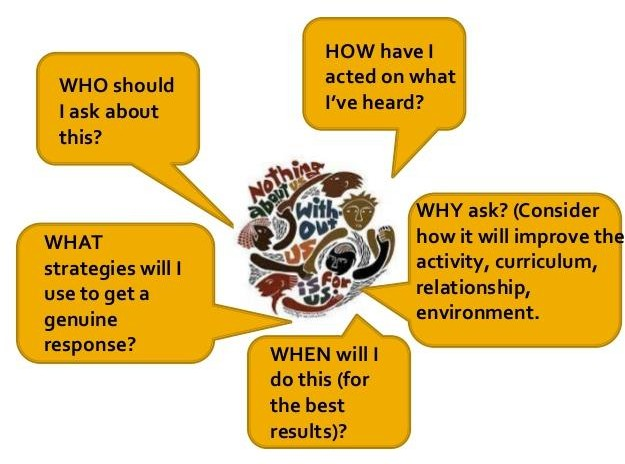 WHO should
I ask about
this?
HOW have I
acted on what
I've heard?
Nothing
about us
with-
out
us
is for
us!
WHAT
strategies will I
use to get a
genuine
response?
WHY ask? (Consider
how it will improve the
activity, curriculum,
relationship,
environment.
WHEN will I
do this (for
the best
results)?